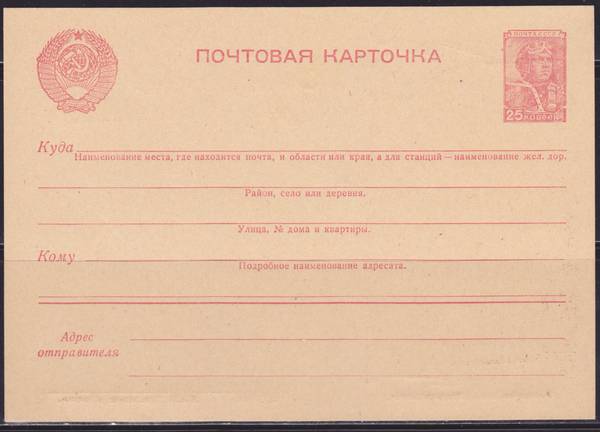 ПОЧТОВАЯ КАРТОЧКА
ПОЧТА СССР
25 КОПЕЕК
Куда
Наименование места, где находится почта, и области или края, а для станций — наименование жел. дор.
Район, село или деревня.
Улица, № дома и квартиры.
Кому
Подробное наименование адресата.
Адрес
отправителя